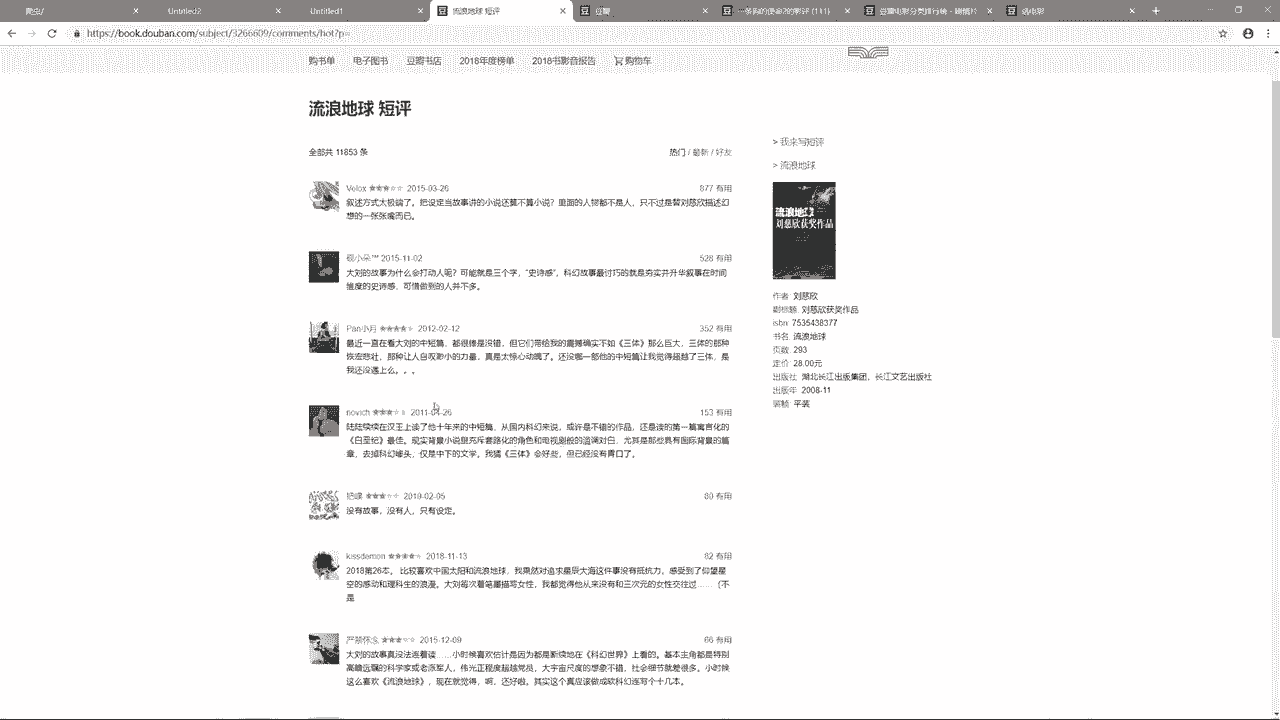 爬虫/
Untitled2
Untitled1
流浪地球 短评
https://book.douban.com/subject/3266609/comments/hot?p=
购书单 电子图书 豆瓣书店 2018年度榜单 2018书影音报告 购物车
流浪地球 短评
全部共 11853 条
热门 / 最新 / 好友
Velox 2015-03-26 877 有用
叙述方式太极端了。把设定当故事讲的小说还算不算小说？里面的人物都不是人，只不过是替刘慈欣描述幻
想的一张张嘴而已。
2015-11-02 528 有用
大刘的故事为什么会打动人呢？可能就是三个字，“史诗感”，科幻故事最讨巧的就是夯实并升华叙事在时间
维度的史诗感，可惜做到的人并不多。
Pan小月 2012-02-12 352 有用
最近一直在看大刘的中短篇，都很棒是没错，但它们带给我的震撼确实不如《三体》那么巨大，三体的那种
恢宏悲壮，那种让人自叹渺小的力量，真是太惊心动魄了。还没哪一部他的中短篇让我觉得超越了三体，是
我还没遇上么。。。
novich 2011-04-26 153 有用
陆陆续续在汉王上读了他十年来的中短篇，从国内科幻来说，或许是不错的作品，还是读的第一篇寓言化的
《白垩纪》最佳。现实背景小说里充斥套路化的角色和电视剧般的温调对白，尤其是那些具有国际背景的篇
章，去掉科幻噱头，仅是中下的文学。我猜《三体》会好些，但已经没有胃口了。
2019-02-05 80 有用
没有故事，没有人，只有设定。
kissdemon 2018-11-13 82 有用
2018第26本。 比较喜欢中国太阳和流浪地球，我果然对追求星辰大海这件事没有抵抗力，感受到了仰望星
空的感动和理科生的浪漫。大刘每次着笔墨描写女性，我都觉得他从来没有和三次元的女性交往过……（不
是
2015-12-09 66 有用
大刘的故事真没法连着读……小时候喜欢估计是因为都是断续地在《科幻世界》上看的。基本主角都是特别
高瞻远瞩的科学家或老派军人，伟光正程度超越党员，大宇宙尺度的想象不错，社会细节就差很多。小时候
这么喜欢《流浪地球》，现在就觉得，啊，还好啦。其实这个真应该做成软科幻连写个十几本。
> 我来写短评
> 流浪地球
流浪地球
刘慈欣获奖作品
作者 刘慈欣
副标题 刘慈欣获奖作品
isbn 7535438377
书名 流浪地球
页数 293
定价 28.00元
出版社 湖北长江出版集团，长江文艺出版社
出版年 2008-11
装帧 平装